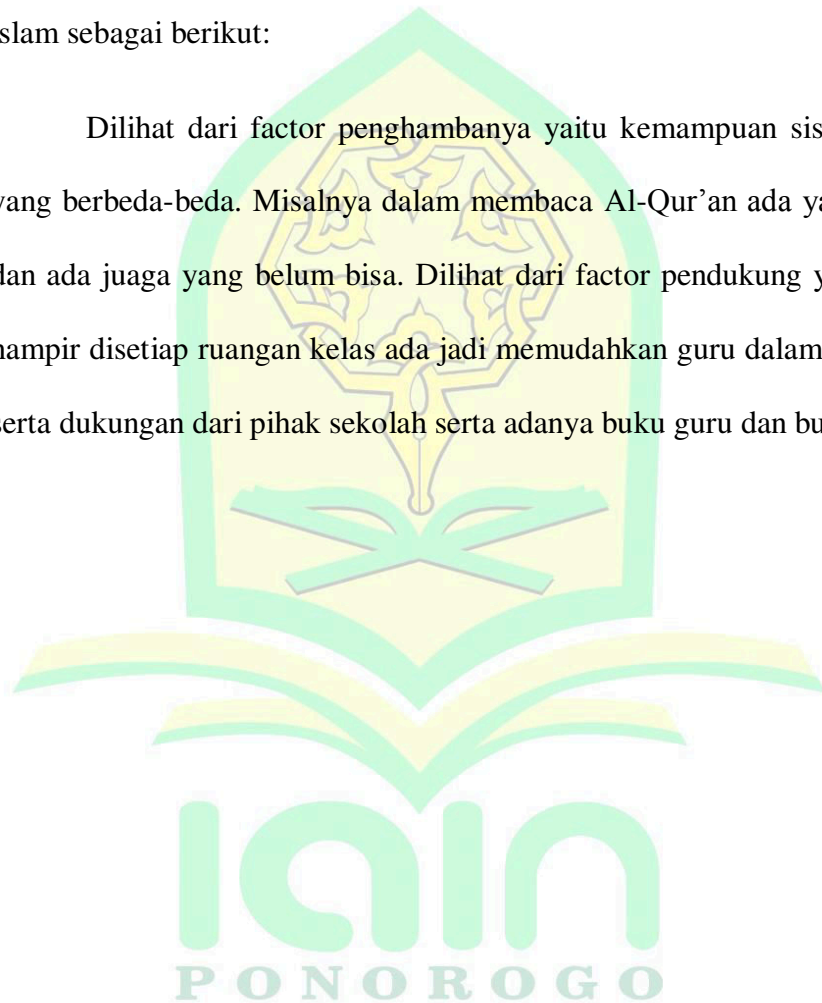 slam sebagai berikut:
Dilihat dari factor penghambanya yaitu kemampuan sis
yang berbeda-beda. Misalnya dalam membaca Al-Qur’an ada ya
dan ada juaga yang belum bisa. Dilihat dari factor pendukung y
hampir disetiap ruangan kelas ada jadi memudahkan guru dalam
serta dukungan dari pihak sekolah serta adanya buku guru dan bu
iain
PONOROGO